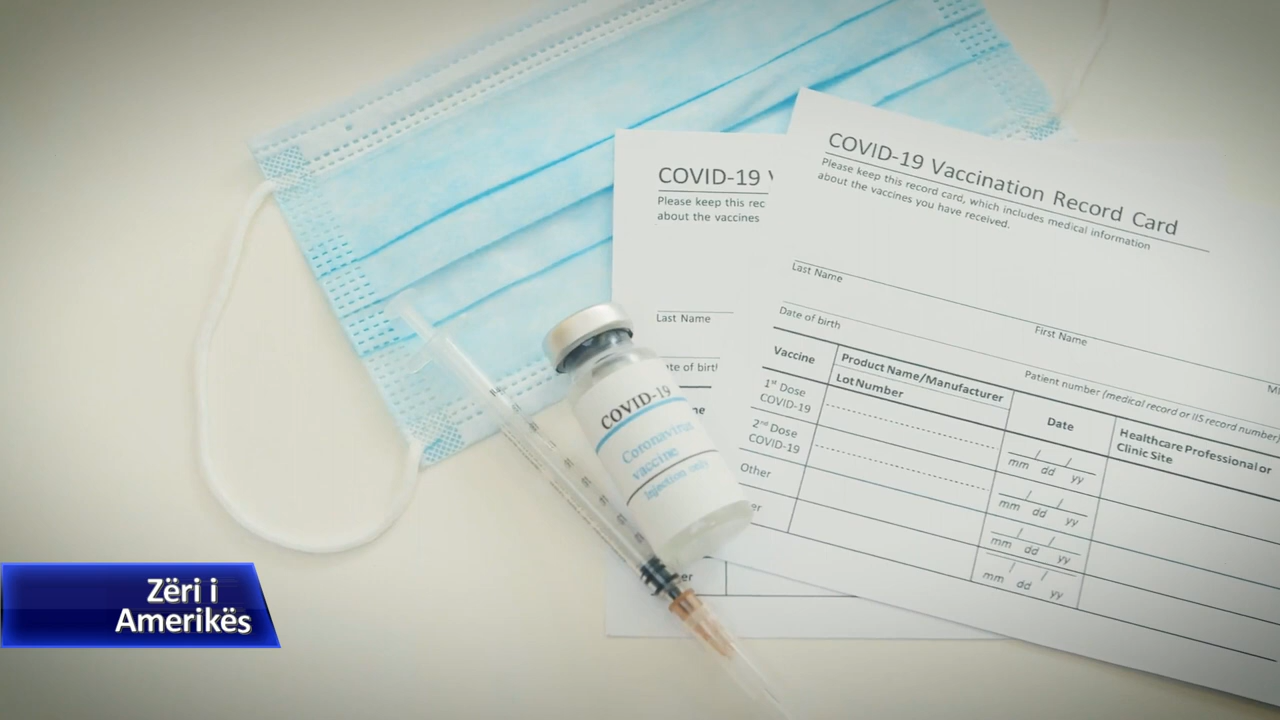 COVID-19 Vaccination Record Card
Please keep this record card, which includes medical information
about the vaccines you have received.
Last Name
First Name
Date of birth
Patient number (medical record or IIS record number)
Vaccine
Product Name/Manufacturer
Lot Number
Date
Healthcare Professional or
Clinic Site
1st Dose
COVID-19
mm dd yy
2nd Dose
COVID-19
mm dd yy
Other
mm dd yy
mm dd yy
COVID-19
Please keep this rec
about the vaccines
Last Name
COVID-19
Coronavirus
vaccine
Injection only
Zëri i
Amerikës